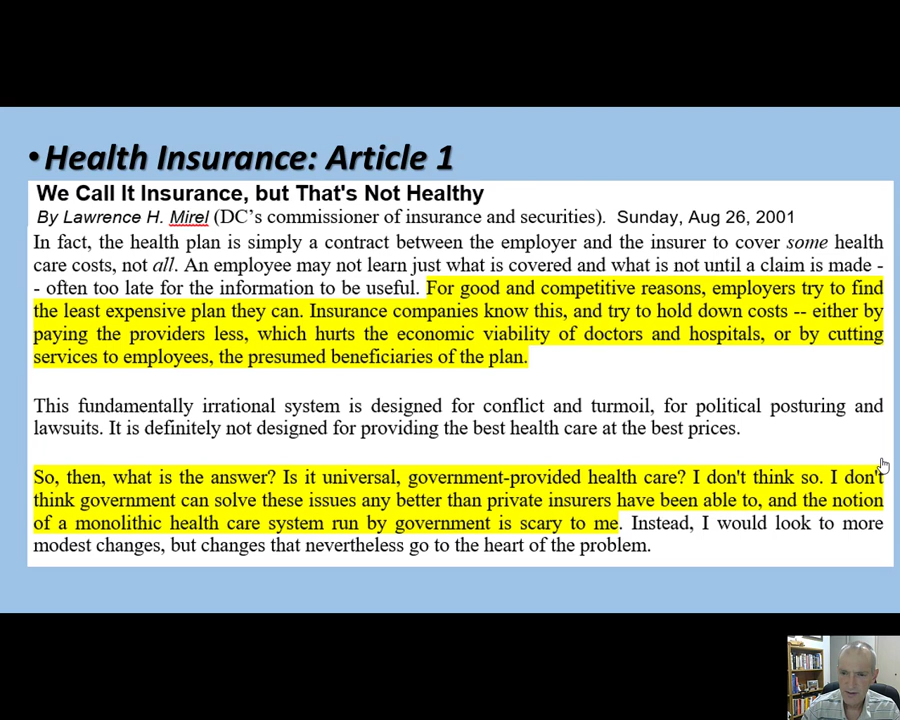 •Health Insurance: Article 1
We Call It Insurance, but That's Not Healthy
By Lawrence H. Mirel (DC's commissioner of insurance and securities). Sunday, Aug 26, 2001
In fact, the health plan is simply a contract between the employer and the insurer to cover some health
care costs, not all. An employee may not learn just what is covered and what is not until a claim is made -
- often too late for the information to be useful. For good and competitive reasons, employers try to find
the least expensive plan they can. Insurance companies know this, and try to hold down costs -- either by
paying the providers less, which hurts the economic viability of doctors and hospitals, or by cutting
services to employees, the presumed beneficiaries of the plan.
This fundamentally irrational system is designed for conflict and turmoil, for political posturing and
lawsuits. It is definitely not designed for providing the best health care at the best prices.
So, then, what is the answer? Is it universal, government-provided health care? I don't think so. I don't
think government can solve these issues any better than private insurers have been able to, and the notion
of a monolithic health care system run by government is scary to me. Instead, I would look to more
modest changes, but changes that nevertheless go to the heart of the problem.